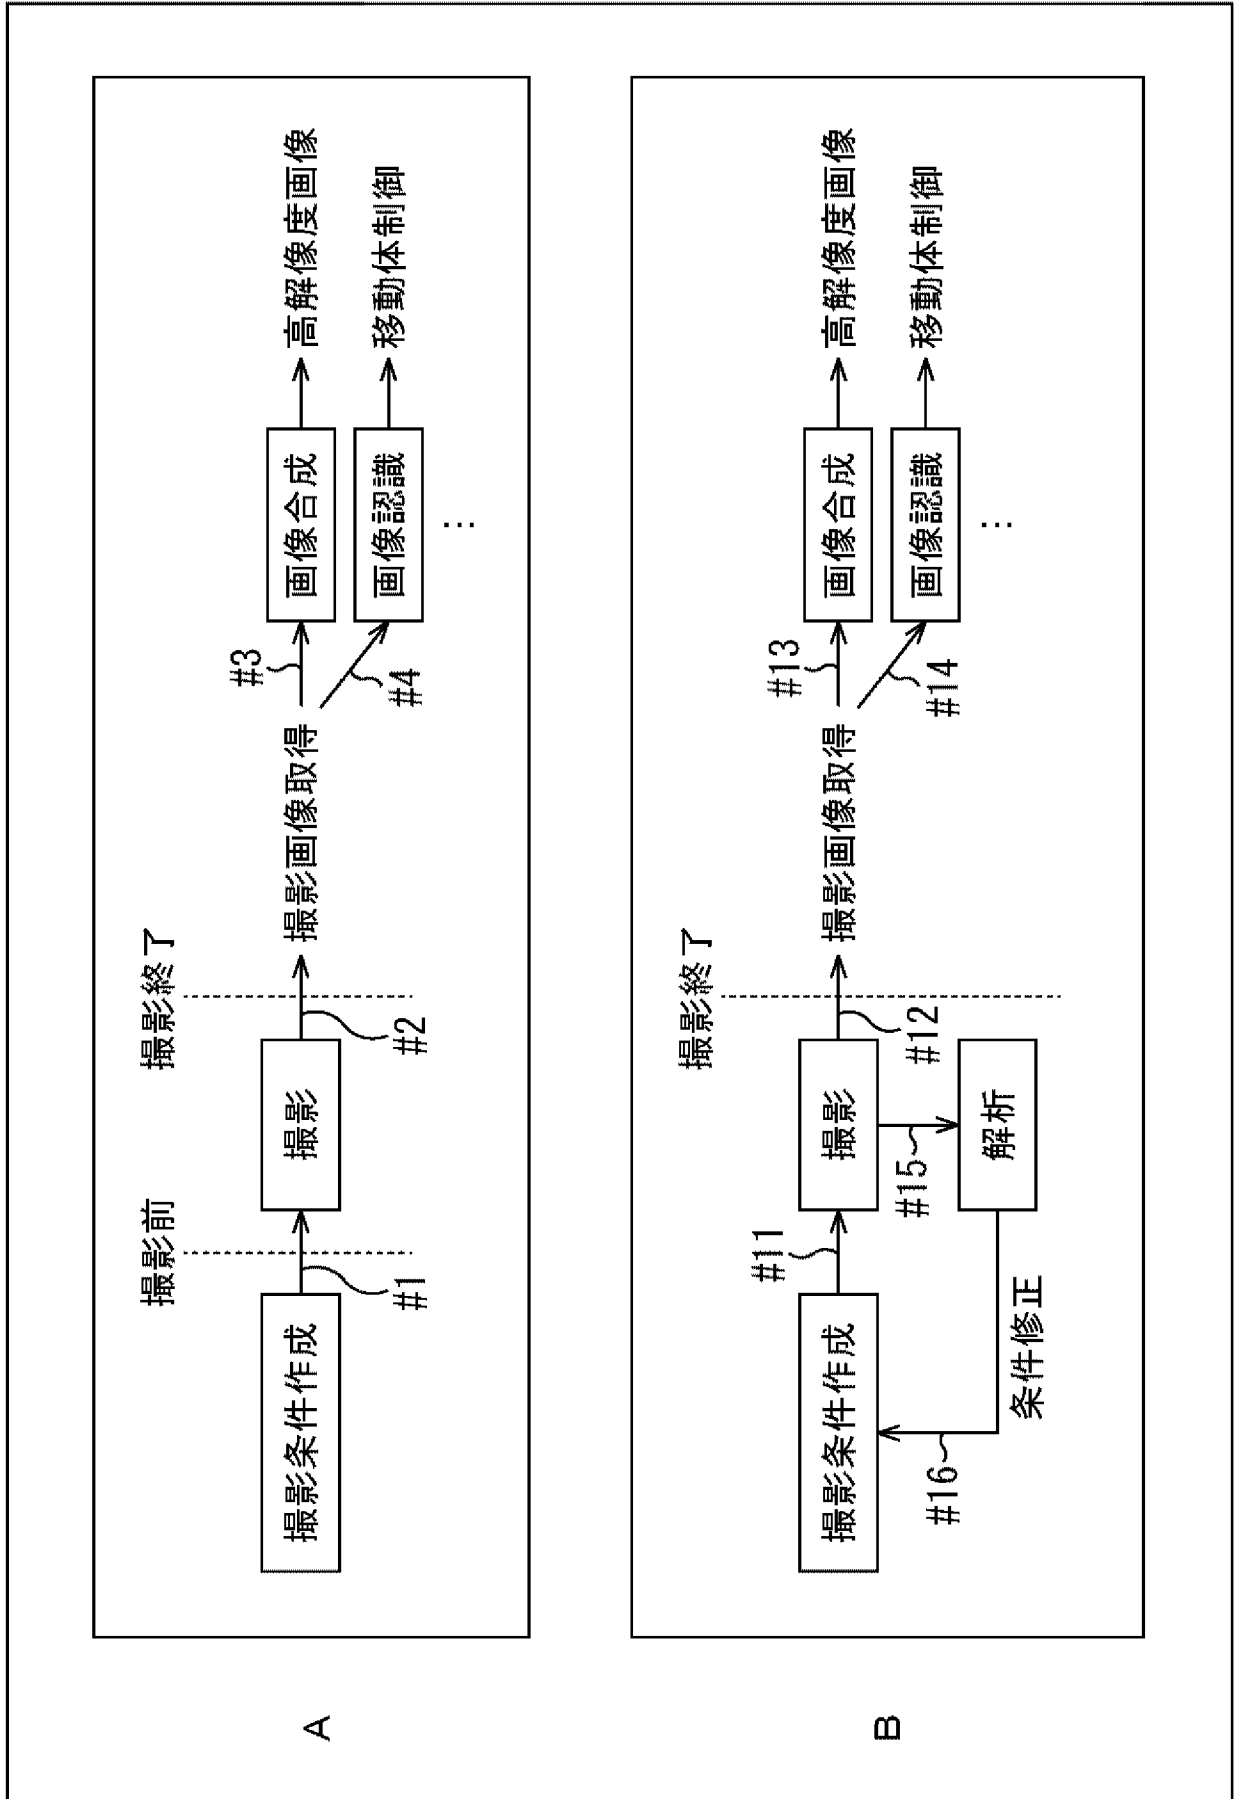 A
撮影前
撮影終了
撮影条件作成
#1
撮影
#2
撮影画像取得
#3
画像合成
高解像度画像
#4
画像認識
移動体制御
⋮
B
撮影終了
撮影条件作成
#11
撮影
#12
撮影画像取得
#13
画像合成
高解像度画像
#14
画像認識
移動体制御
⋮
#15
解析
#16
条件修正